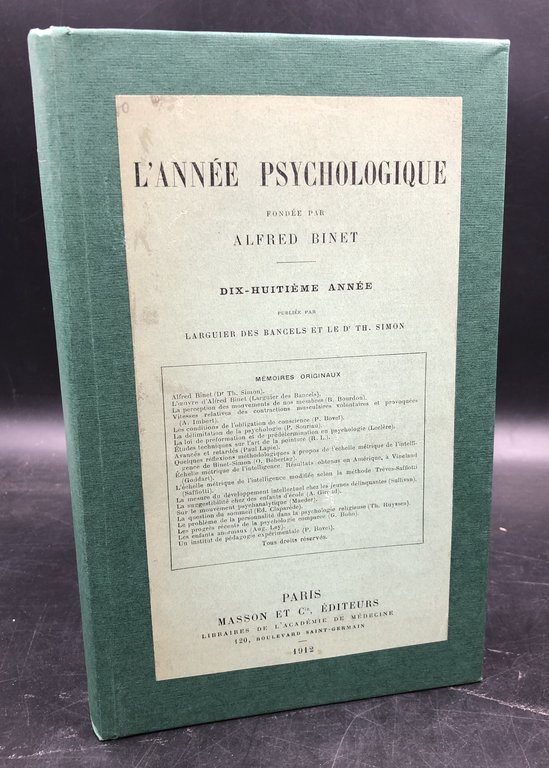 L'ANNÉE PSYCHOLOGIQUE
FONDÉE PAR
ALFRED BINET
DIX-HUITIÈME ANNÉE
PUBLIÉE PAR
LARGUIER DES BANCELS ET LE Dr TH. SIMON
MÉMOIRES ORIGINAUX
Alfred Binet (Dr Th. Simon).
L'œuvre d'Alfred Binet (Larguier des Bancels).
La perception des mouvements de nos membres (B. Bourdon).
Vitesses relatives des contractions musculaires volontaires et provoquées
(A. Imbert).
Les conditions de l'obligation de conscience (P. Bovet).
La délimitation de la psychologie (P. Souriau).
La loi de préformation et de prédétermination en psychologie (Leclère).
Études techniques sur l'art de la peinture (R. L.).
Avancés et retardés (Paul Lapie).
Quelques réflexions méthodologiques à propos de l'échelle métrique de l'intelli-
gence de Binet-Simon (O. Bobertag).
Échelle métrique de l'Intelligence. Résultats obtenus en Amérique, à Vineland
(Goddart).
L'échelle métrique de l'intelligence modifiée selon la méthode Trèves-Saffiotti
(Saffiotti).
La mesure du développement intellectuel chez les jeunes délinquantes (Sullivan).
La suggestibilité chez des enfants d'école (A. Giroud).
Sur le mouvement psychanalytique (Maeder).
La question du sommeil (Ed. Claparède).
Le problème de la personnalité dans la psychologie religieuse (Th. Ruyssen).
Les progrès récents de la psychologie comparée (G. Bohn).
Les enfants anormaux (Aug. Ley).
Un institut de pédagogie expérimentale (P. Bovet).
Tous droits réservés.
PARIS
MASSON ET Cie, ÉDITEURS
LIBRAIRES DE L'ACADÉMIE DE MÉDECINE
120, BOULEVARD SAINT-GERMAIN
1912